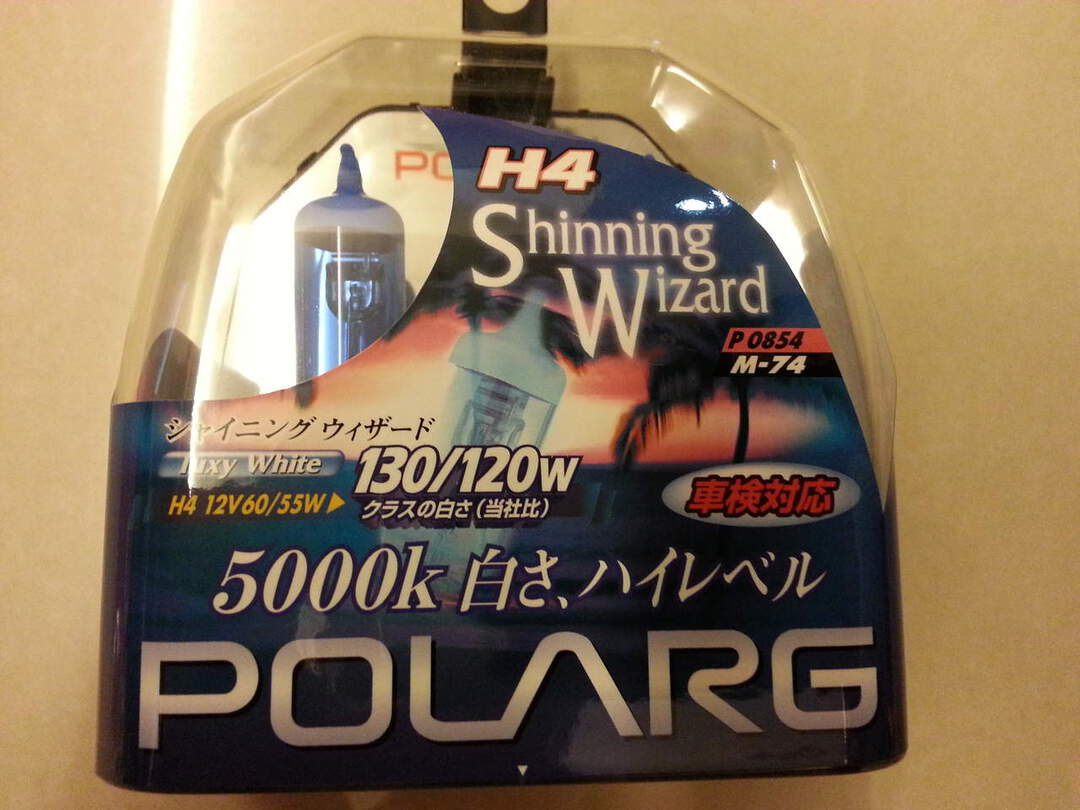 PO
H4
Shinning
Wizard
P 0854
M-74
シャイニング ウィザード
White
130/120W
H4 12V60/55W▶
クラスの白さ(当社比)
車検対応
5000k 白さ、ハイレベル
POLARG